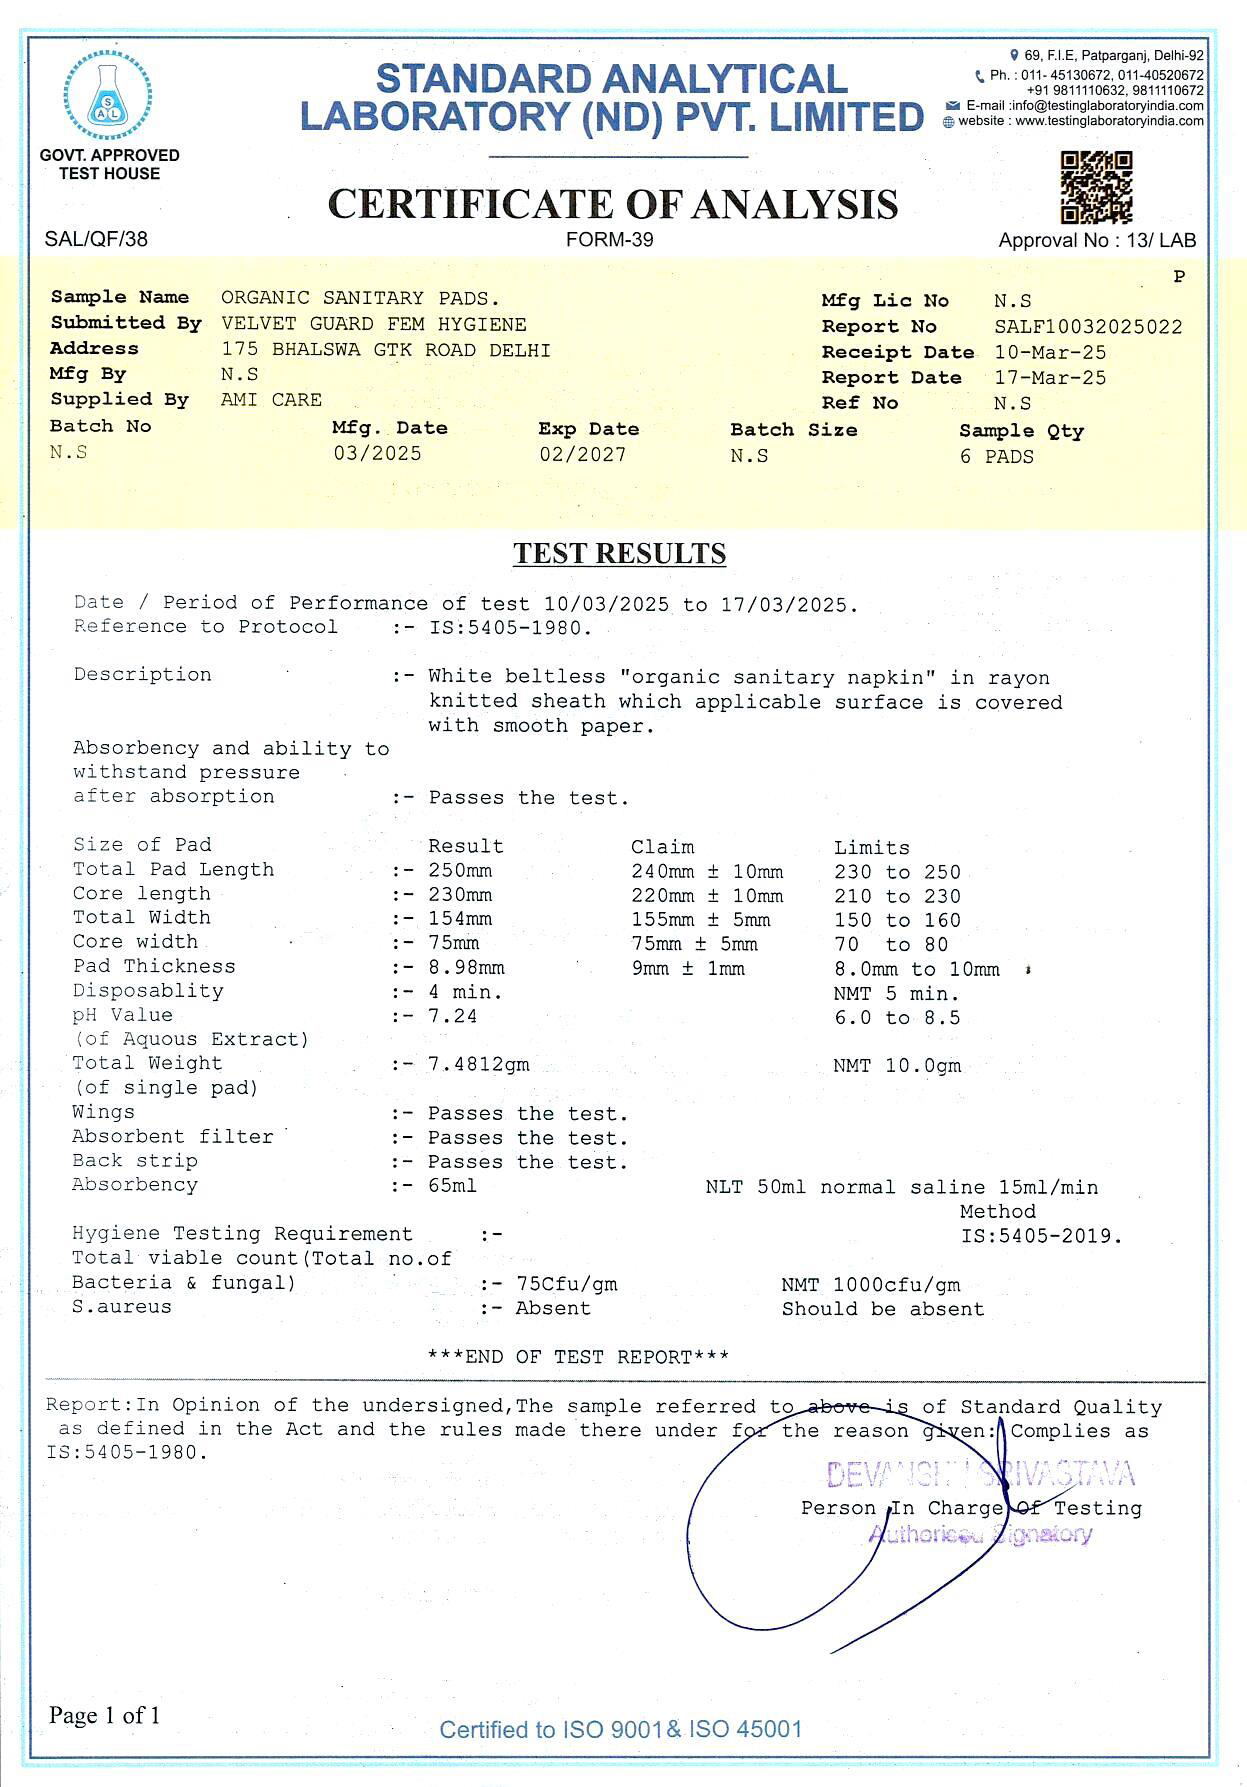 69, F.I.E, Patparganj, Delhi-92
Ph. : 011- 45130672, 011-40520672
+91 9811110632, 9811110672
E-mail :info@testinglaboratoryindia.com
website : www.testinglaboratoryindia.com
S
A L
GOVT. APPROVED
TEST HOUSE
STANDARD ANALYTICAL
LABORATORY (ND) PVT. LIMITED
CERTIFICATE OF ANALYSIS
SAL/QF/38 FORM-39 Approval No : 13/ LAB
P
Sample Name ORGANIC SANITARY PADS. Mfg Lic No N.S
Submitted By VELVET GUARD FEM HYGIENE Report No SALF10032025022
Address 175 BHALSWA GTK ROAD DELHI Receipt Date 10-Mar-25
Mfg By N.S Report Date 17-Mar-25
Supplied By AMI CARE Ref No N.S
Batch No Mfg. Date Exp Date Batch Size Sample Qty
N.S 03/2025 02/2027 N.S 6 PADS
TEST RESULTS
Date / Period of Performance of test 10/03/2025 to 17/03/2025.
Reference to Protocol :- IS:5405-1980.
Description :- White beltless "organic sanitary napkin" in rayon
knitted sheath which applicable surface is covered
with smooth paper.
Absorbency and ability to
withstand pressure
after absorption :- Passes the test.
Size of Pad Result Claim Limits
Total Pad Length :- 250mm 240mm ± 10mm 230 to 250
Core length :- 230mm 220mm ± 10mm 210 to 230
Total Width :- 154mm 155mm ± 5mm 150 to 160
Core width :- 75mm 75mm ± 5mm 70 to 80
Pad Thickness :- 8.98mm 9mm ± 1mm 8.0mm to 10mm
Disposablity :- 4 min. NMT 5 min.
pH Value :- 7.24 6.0 to 8.5
(of Aquous Extract)
Total Weight :- 7.4812gm NMT 10.0gm
(of single pad)
Wings :- Passes the test.
Absorbent filter :- Passes the test.
Back strip :- Passes the test.
Absorbency :- 65ml NLT 50ml normal saline 15ml/min
Method
Hygiene Testing Requirement :- IS:5405-2019.
Total viable count(Total no.of
Bacteria & fungal) :- 75Cfu/gm NMT 1000cfu/gm
S.aureus :- Absent Should be absent
***END OF TEST REPORT***
Report:In Opinion of the undersigned,The sample referred to above is of Standard Quality
as defined in the Act and the rules made there under for the reason given: Complies as
IS:5405-1980.
DEVANSHI SRIVASTAVA
Person In Charge Of Testing
Authorised Signatory
Page 1 of 1
Certified to ISO 9001 & ISO 45001